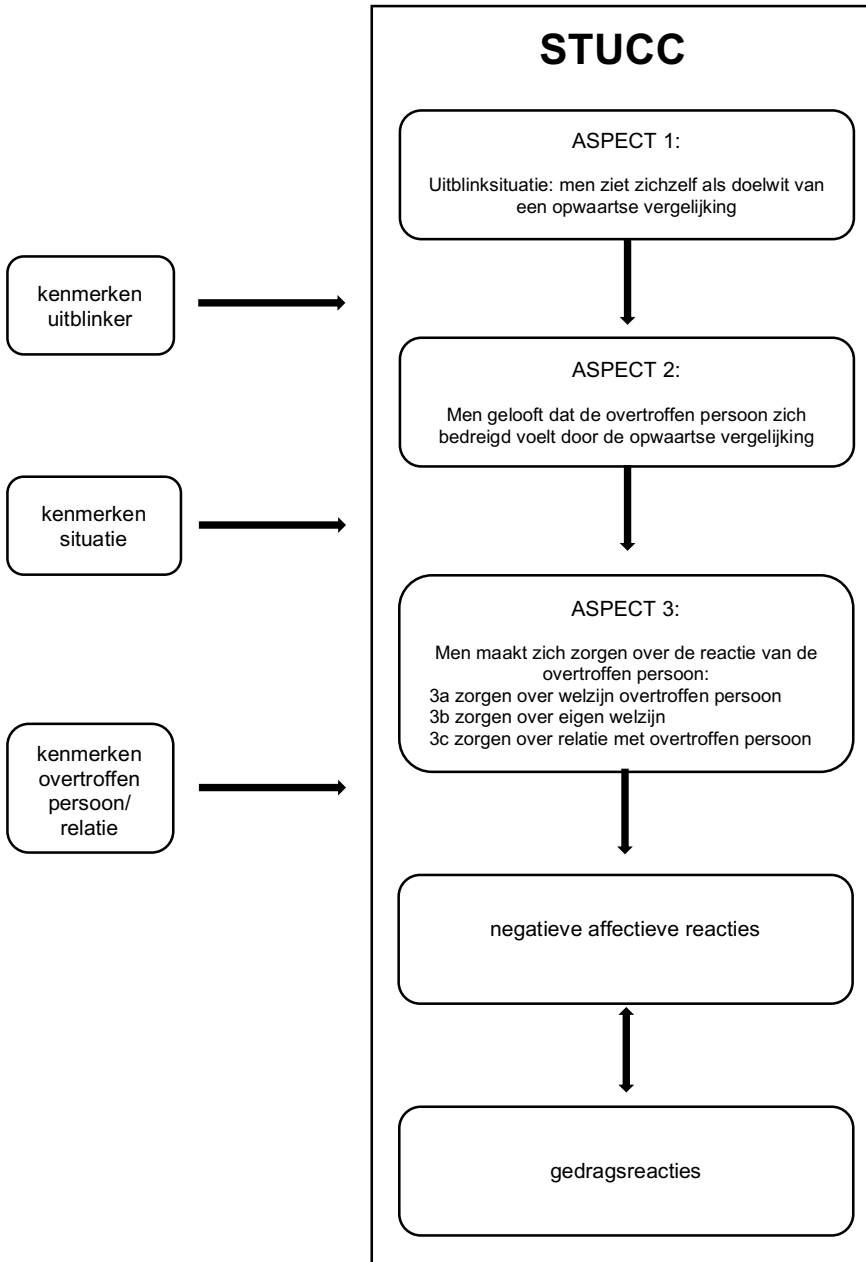 STUCC
ASPECT 1:
Uitblinksituatie: men ziet zichzelf als doelwit van
een opwaartse vergelijking
kenmerken
uitblinker
ASPECT 2:
Men gelooft dat de overtroffen persoon zich
bedreigd voelt door de opwaartse vergelijking
kenmerken
situatie
ASPECT 3:
Men maakt zich zorgen over de reactie van de
overtroffen persoon:
3a zorgen over welzijn overtroffen persoon
3b zorgen over eigen welzijn
3c zorgen over relatie met overtroffen persoon
kenmerken
overtroffen
persoon/
relatie
negatieve affectieve reacties
gedragsreacties